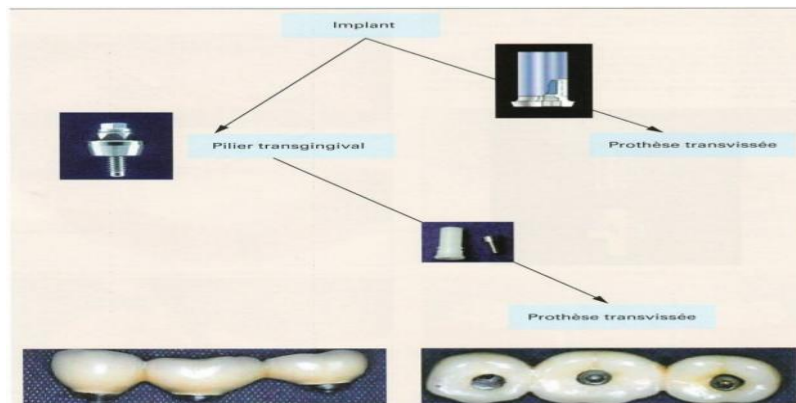 Implant
Pilier transgingival
Prothèse transvissée
Prothèse transvissée